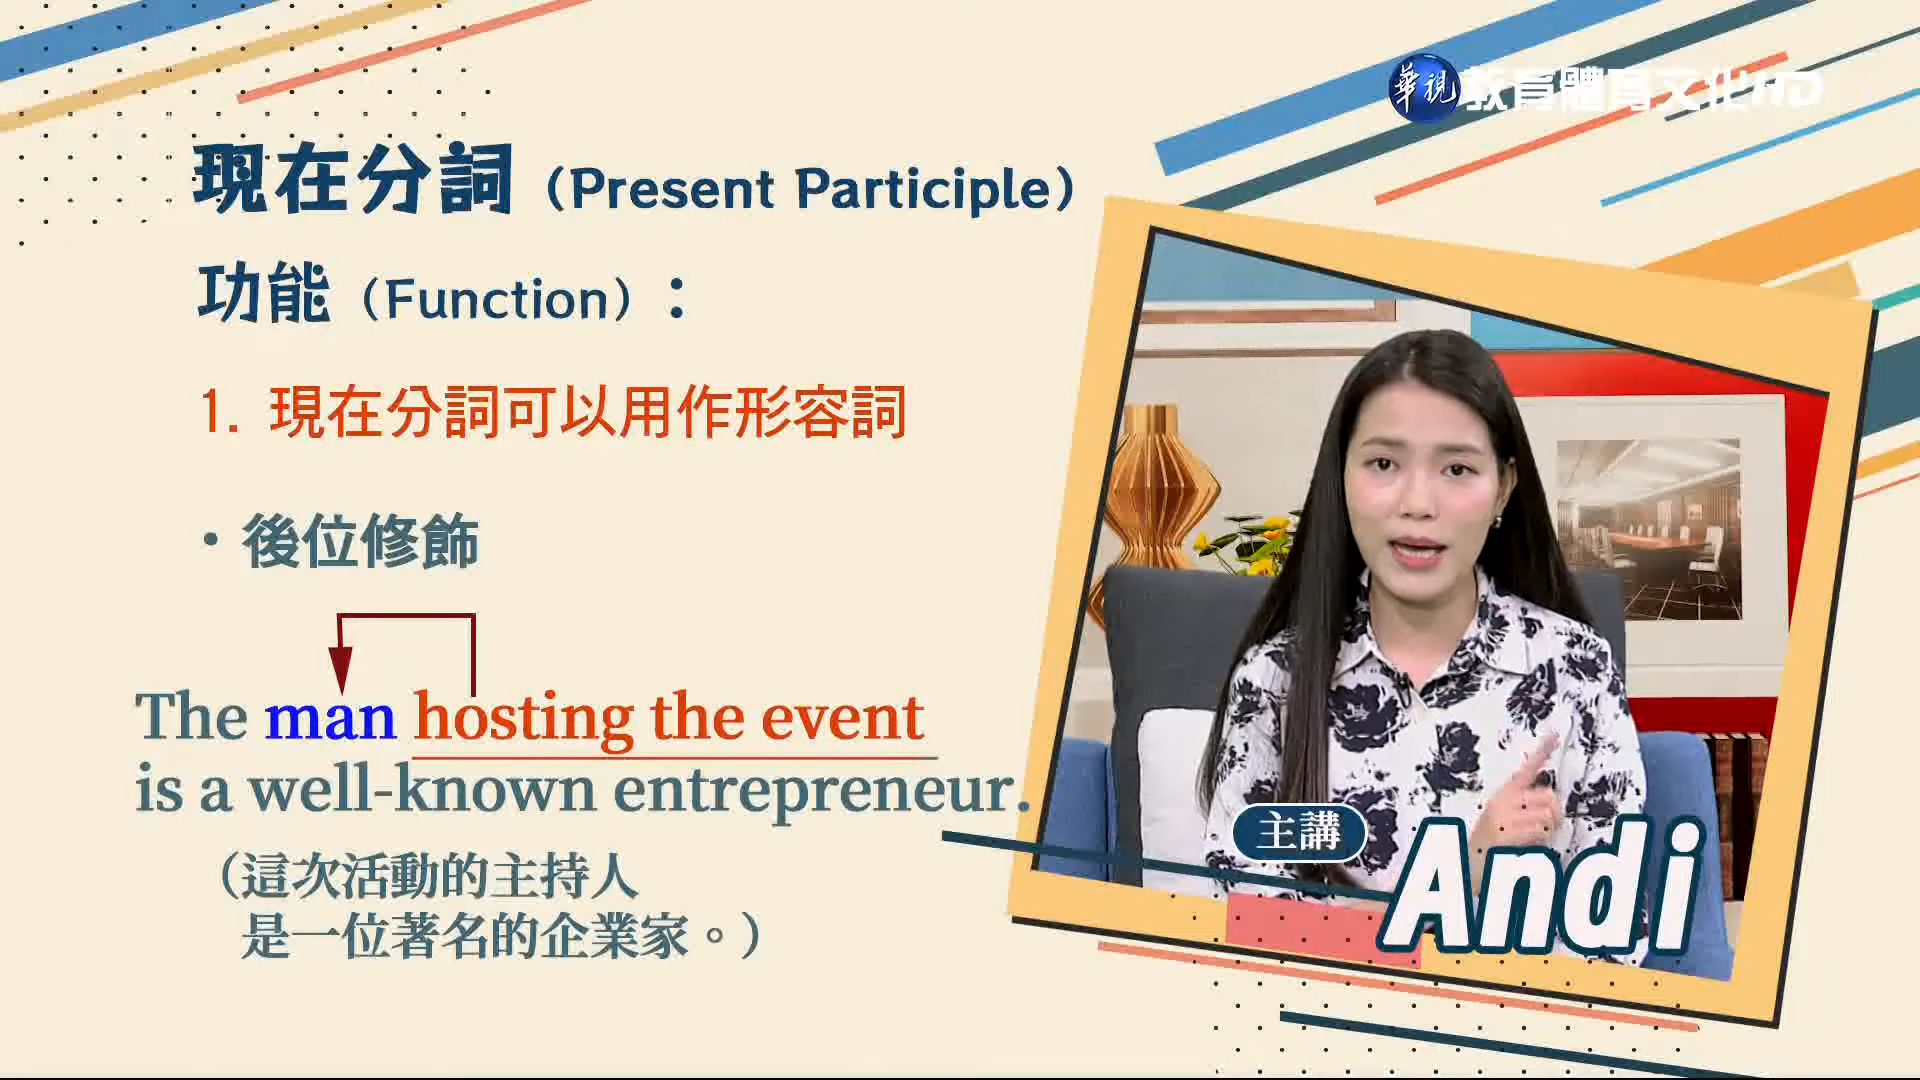 華視 教育體育文化HD
現在分詞（Present Participle）
功能（Function）：
1. 現在分詞可以用作形容詞
・後位修飾
The man hosting the event
is a well-known entrepreneur.
（這次活動的主持人
是一位著名的企業家。）
主講
Andi